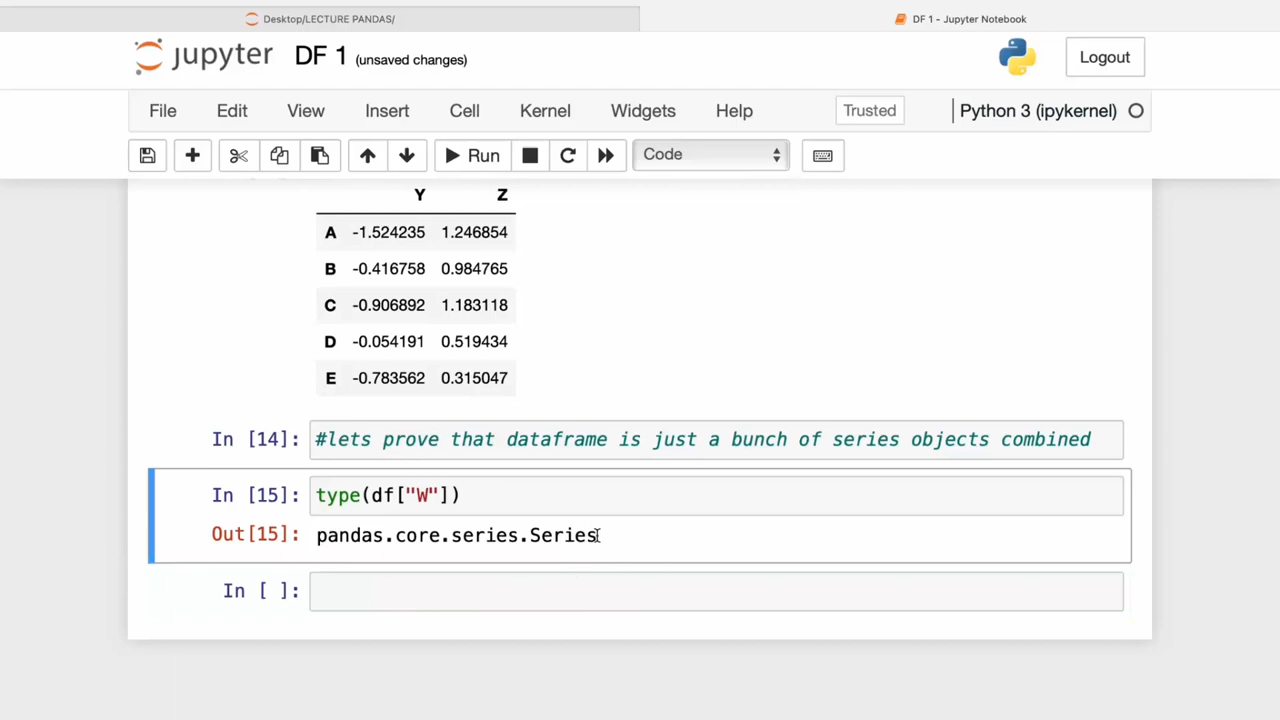 Desktop/LECTURE PANDAS/ DF 1 - Jupyter Notebook
jupyter DF 1 (unsaved changes) Logout
File Edit View Insert Cell Kernel Widgets Help Trusted Python 3 (ipykernel)
Run Code
Y Z
A -1.524235 1.246854
B -0.416758 0.984765
C -0.906892 1.183118
D -0.054191 0.519434
E -0.783562 0.315047
In [14]: #lets prove that dataframe is just a bunch of series objects combined
In [15]: type(df["W"])
Out[15]: pandas.core.series.Series
In [ ]: